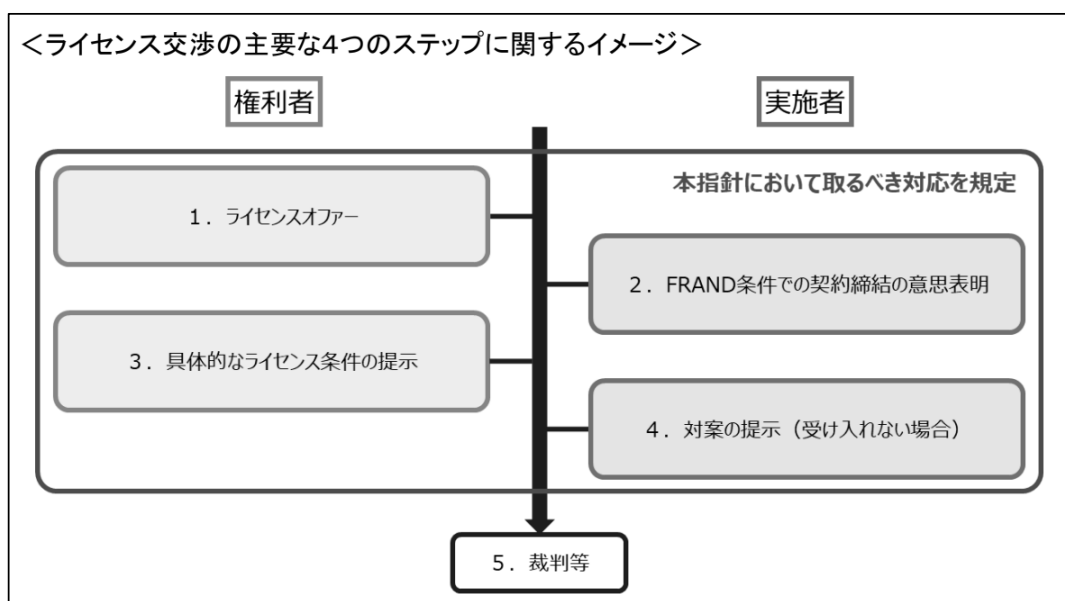 ＜ライセンス交渉の主要な4つのステップに関するイメージ＞
権利者
実施者
本指針において取るべき対応を規定
1．ライセンスオファー
2．FRAND条件での契約締結の意思表明
3．具体的なライセンス条件の提示
4．対案の提示（受け入れない場合）
5．裁判等